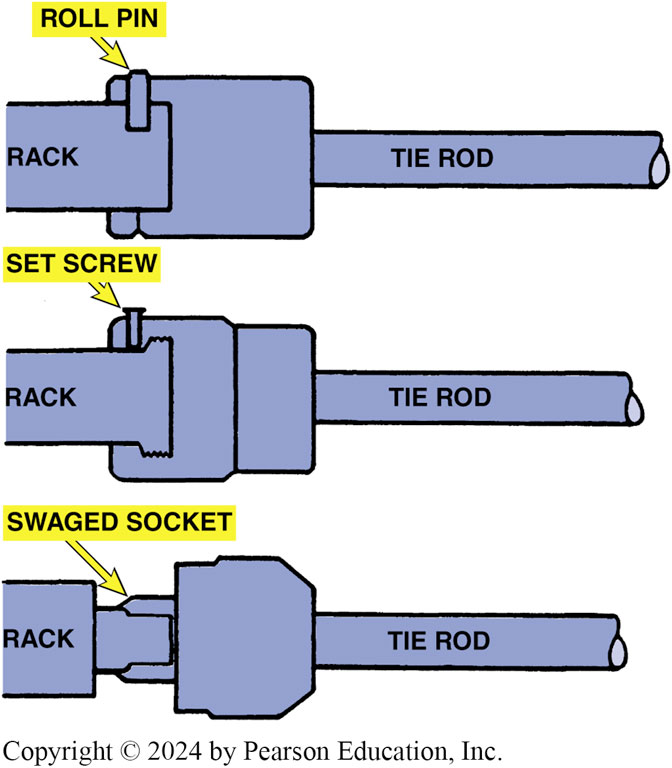 ROLL PIN
RACK
TIE ROD
SET SCREW
RACK
TIE ROD
SWAGED SOCKET
RACK
TIE ROD
Copyright © 2024 by Pearson Education, Inc.